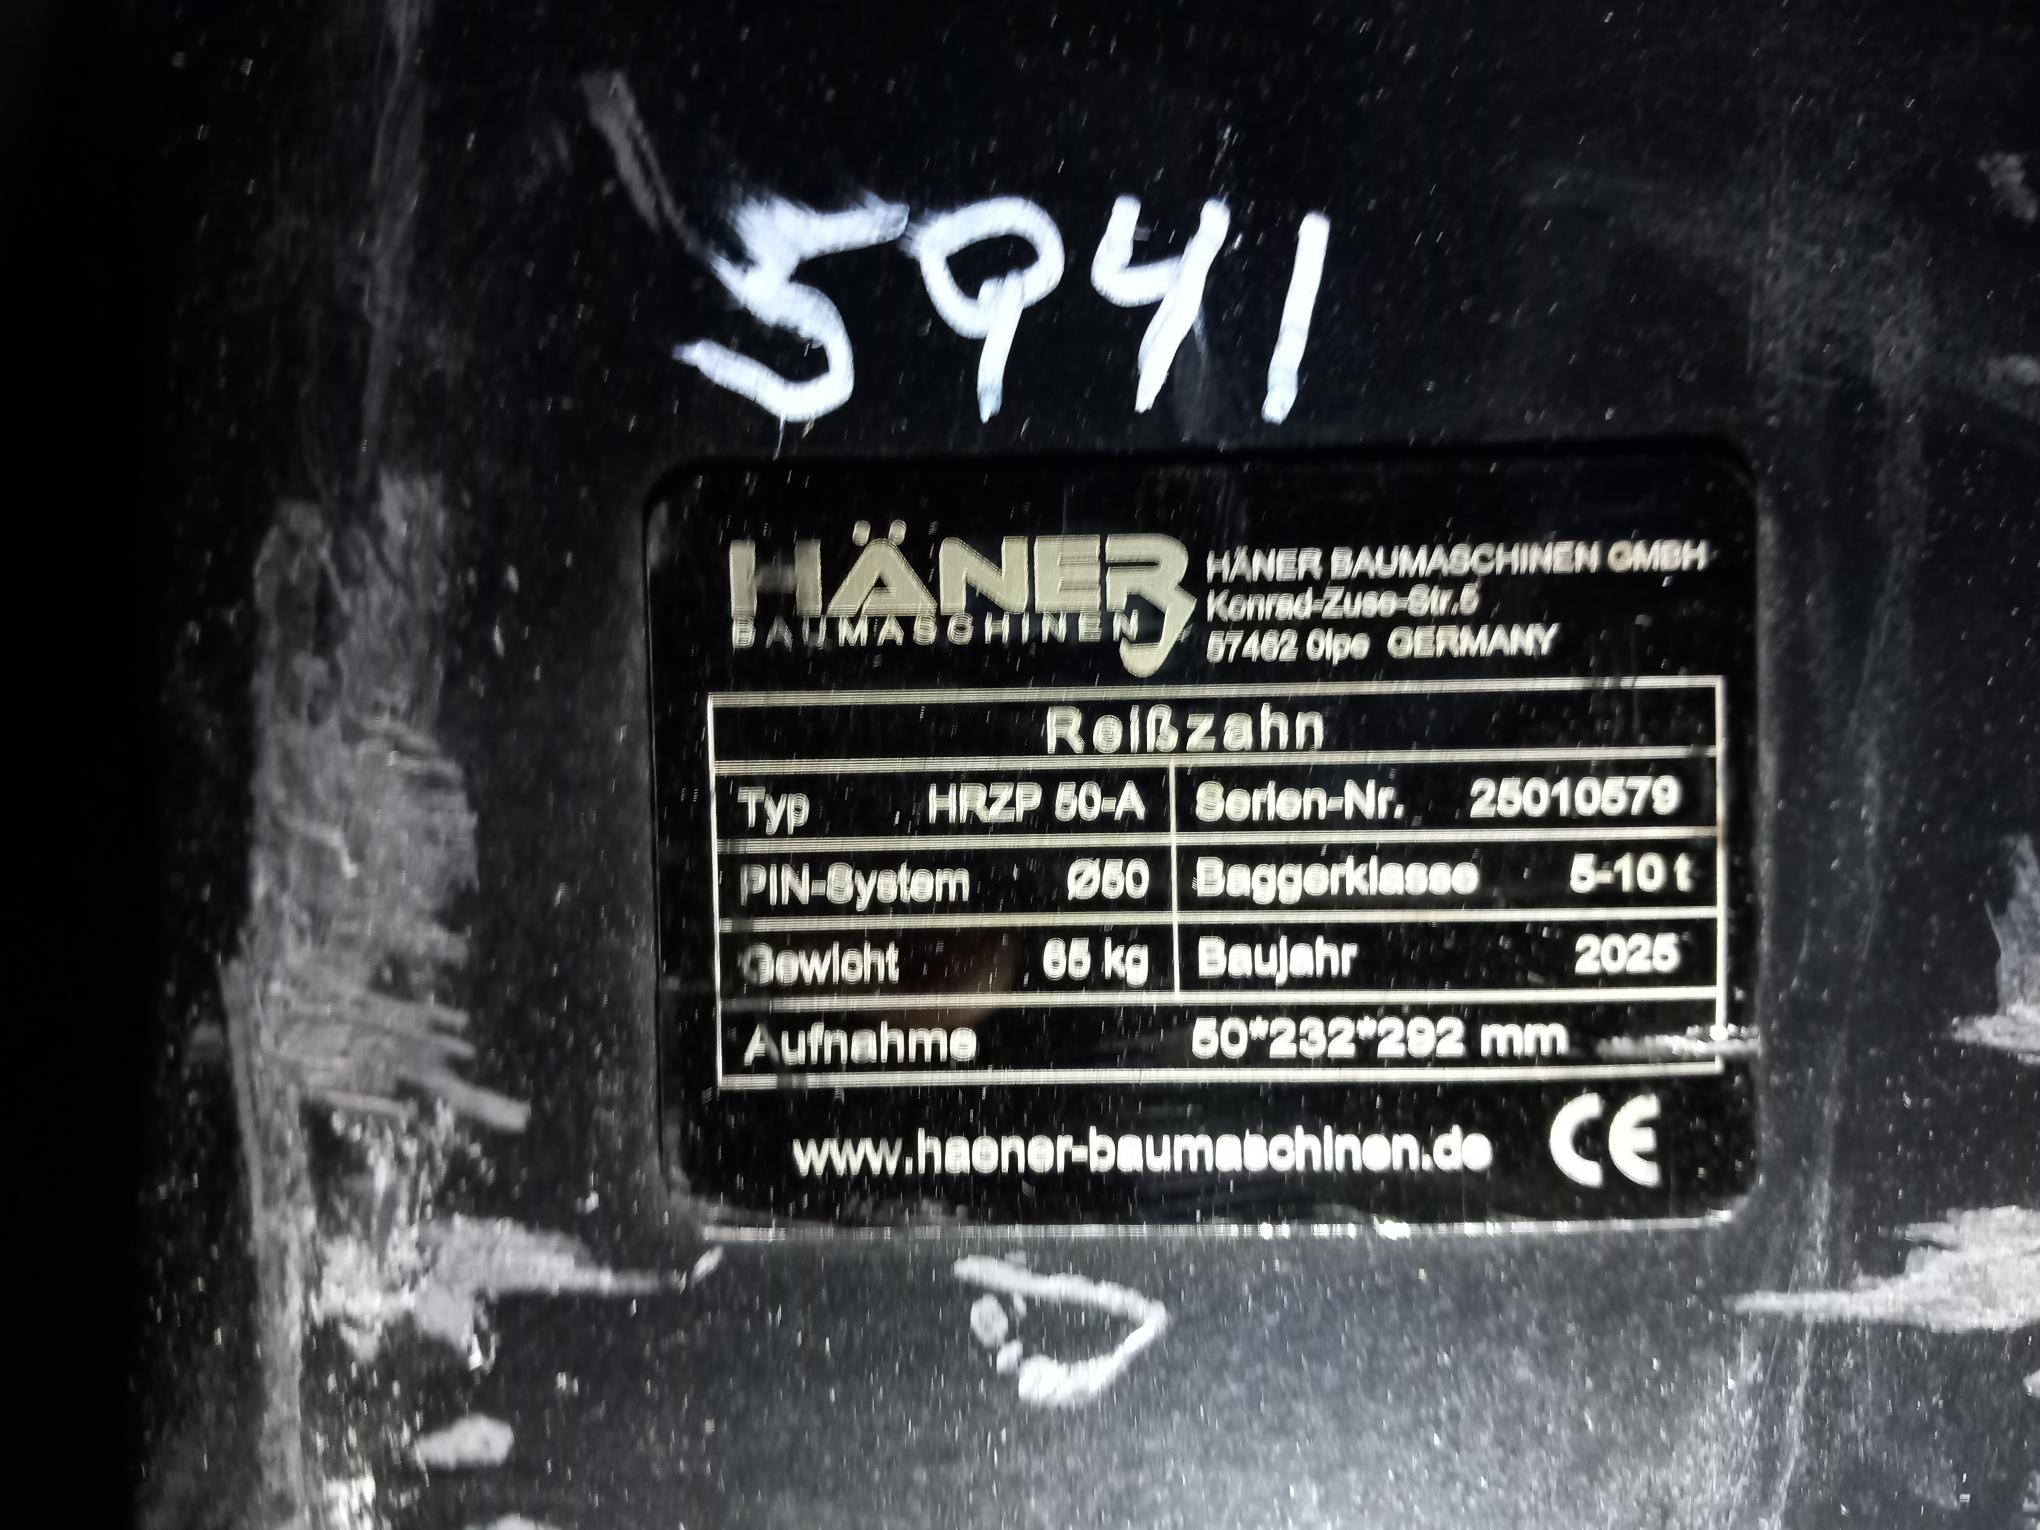 5941
HÄNER
BAUMASCHINEN
HÄNER BAUMASCHINEN GMBH
Konrad-Zuse-Str.5
57462 Olpe GERMANY
Reißzahn
Typ HRZP 50-A Serien-Nr. 25010579
PIN-System Ø50 Baggerklasse 5-10 t
Gewicht 65 kg Baujahr 2025
Aufnahme 50*232*292 mm
www.haener-baumaschinen.de CE